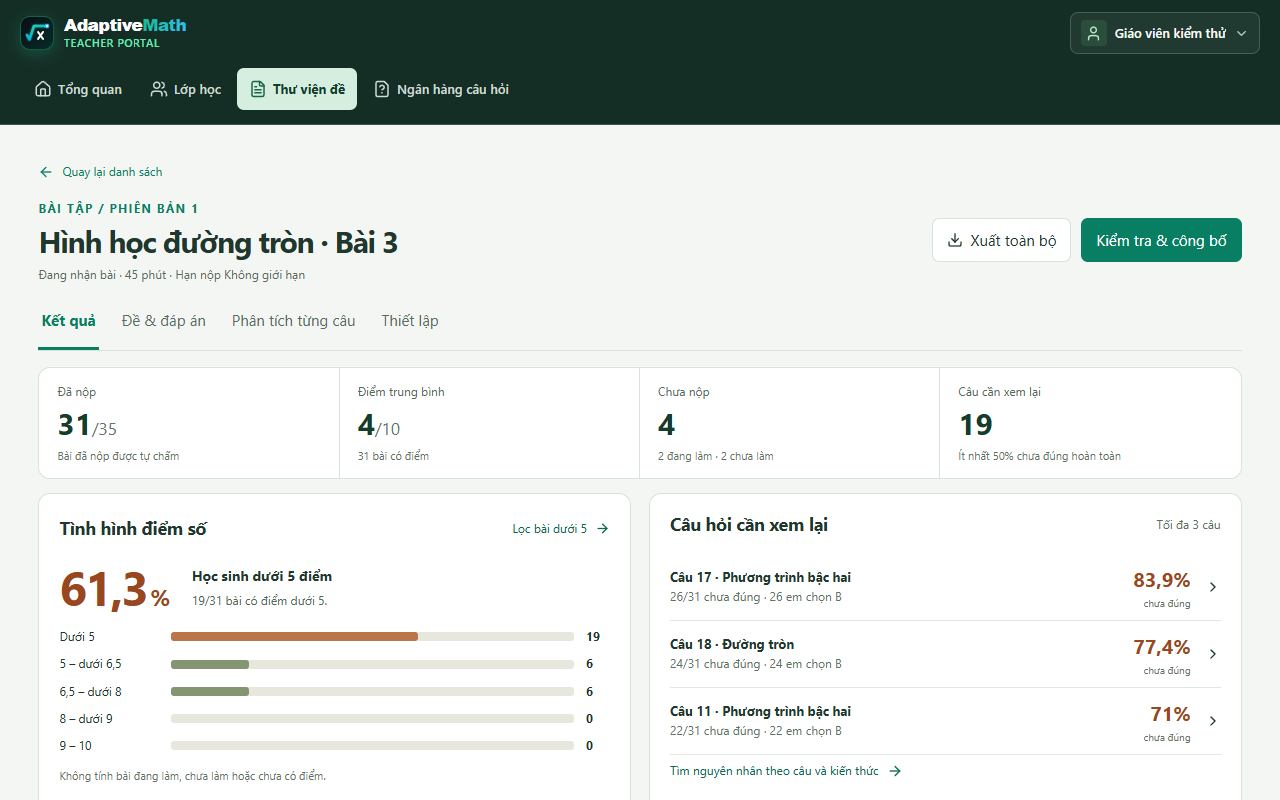 AdaptiveMath
TEACHER PORTAL
Giáo viên kiểm thử
Tổng quan
Lớp học
Thư viện đề
Ngân hàng câu hỏi
Quay lại danh sách
BÀI TẬP / PHIÊN BẢN 1
Hình học đường tròn · Bài 3
Đang nhận bài · 45 phút · Hạn nộp Không giới hạn
Xuất toàn bộ
Kiểm tra & công bố
Kết quả
Đề & đáp án
Phân tích từng câu
Thiết lập
Đã nộp
31/35
Bài đã nộp được tự chấm
Điểm trung bình
4/10
31 bài có điểm
Chưa nộp
4
2 đang làm · 2 chưa làm
Câu cần xem lại
19
Ít nhất 50% chưa đúng hoàn toàn
Tình hình điểm số
Lọc bài dưới 5
61,3%
Học sinh dưới 5 điểm
19/31 bài có điểm dưới 5.
Dưới 5 19
5 – dưới 6,5 6
6,5 – dưới 8 6
8 – dưới 9 0
9 – 10 0
Không tính bài đang làm, chưa làm hoặc chưa có điểm.
Câu hỏi cần xem lại
Tối đa 3 câu
Câu 17 · Phương trình bậc hai
26/31 chưa đúng · 26 em chọn B
83,9%
chưa đúng
Câu 18 · Đường tròn
24/31 chưa đúng · 24 em chọn B
77,4%
chưa đúng
Câu 11 · Phương trình bậc hai
22/31 chưa đúng · 22 em chọn B
71%
chưa đúng
Tìm nguyên nhân theo câu và kiến thức